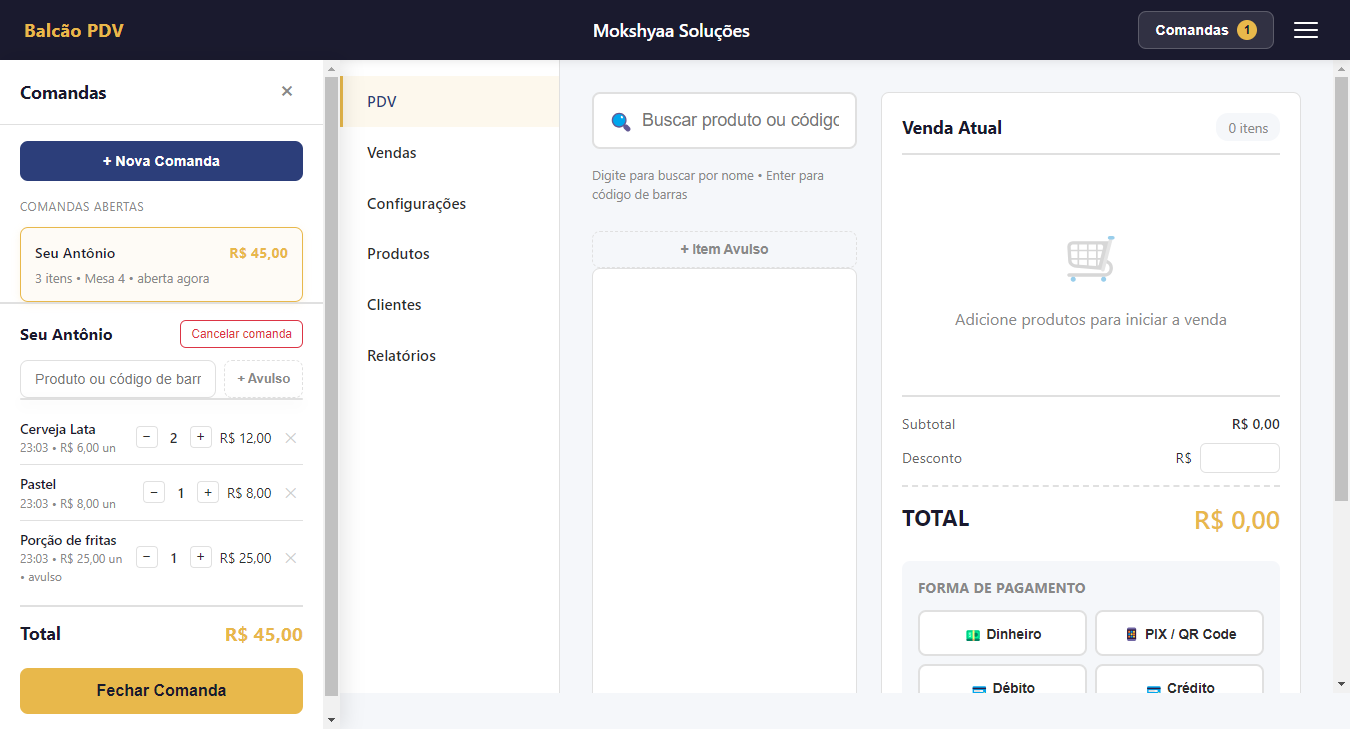 Balcão PDV
Mokshyaa Soluções
Comandas 1
Comandas ×
+ Nova Comanda
COMANDAS ABERTAS
Seu Antônio R$ 45,00
3 itens • Mesa 4 • aberta agora
Seu Antônio Cancelar comanda
Produto ou código de barr + Avulso
Cerveja Lata
23:03 • R$ 6,00 un
− 2 + R$ 12,00 ×
Pastel
23:03 • R$ 8,00 un
− 1 + R$ 8,00 ×
Porção de fritas
23:03 • R$ 25,00 un
• avulso
− 1 + R$ 25,00 ×
Total R$ 45,00
Fechar Comanda
PDV
Vendas
Configurações
Produtos
Clientes
Relatórios
Buscar produto ou código
Digite para buscar por nome • Enter para
código de barras
+ Item Avulso
Venda Atual 0 itens
Adicione produtos para iniciar a venda
Subtotal R$ 0,00
Desconto R$
TOTAL R$ 0,00
FORMA DE PAGAMENTO
Dinheiro PIX / QR Code
Débito Crédito